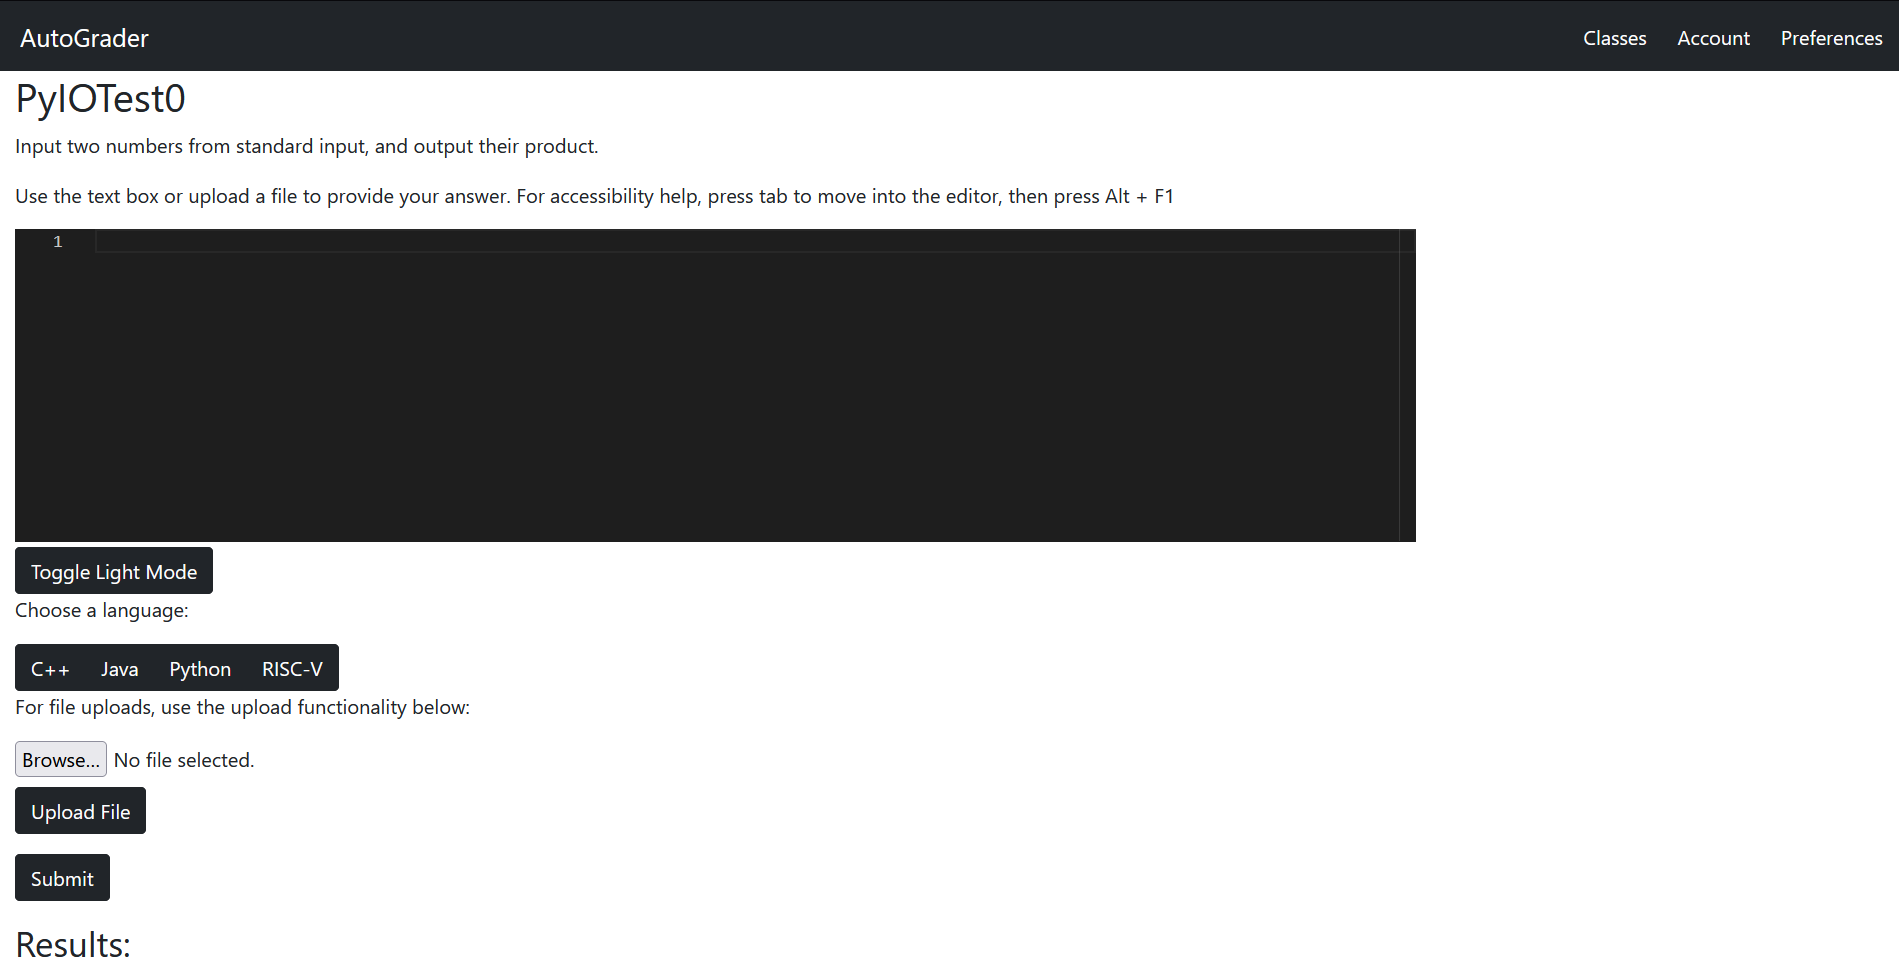 AutoGrader Classes Account Preferences
PyIOTest0
Input two numbers from standard input, and output their product.
Use the text box or upload a file to provide your answer. For accessibility help, press tab to move into the editor, then press Alt + F1
1
Toggle Light Mode
Choose a language:
C++ Java Python RISC-V
For file uploads, use the upload functionality below:
Browse... No file selected.
Upload File
Submit
Results: